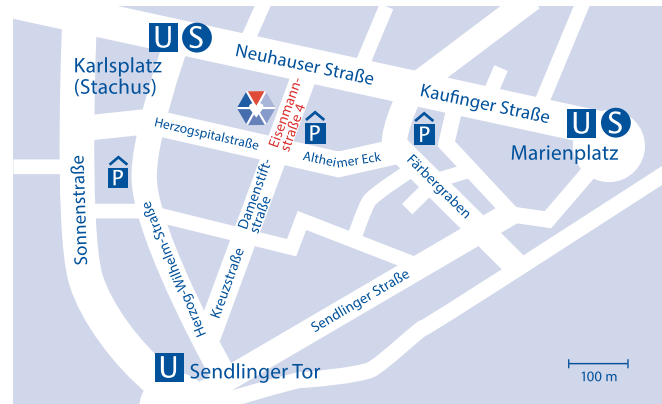 U S
Neuhauser Straße
Karlsplatz
(Stachus)
Kaufinger Straße
U S
Marienplatz
Eisenmann-
straße 4
Herzogspitalstraße
P
P
Altheimer Eck
P
Färbergraben
Damenstift-
straße
Sonnenstraße
Herzog-Wilhelm-Straße
Kreuzstraße
Sendlinger Straße
U Sendlinger Tor
100 m